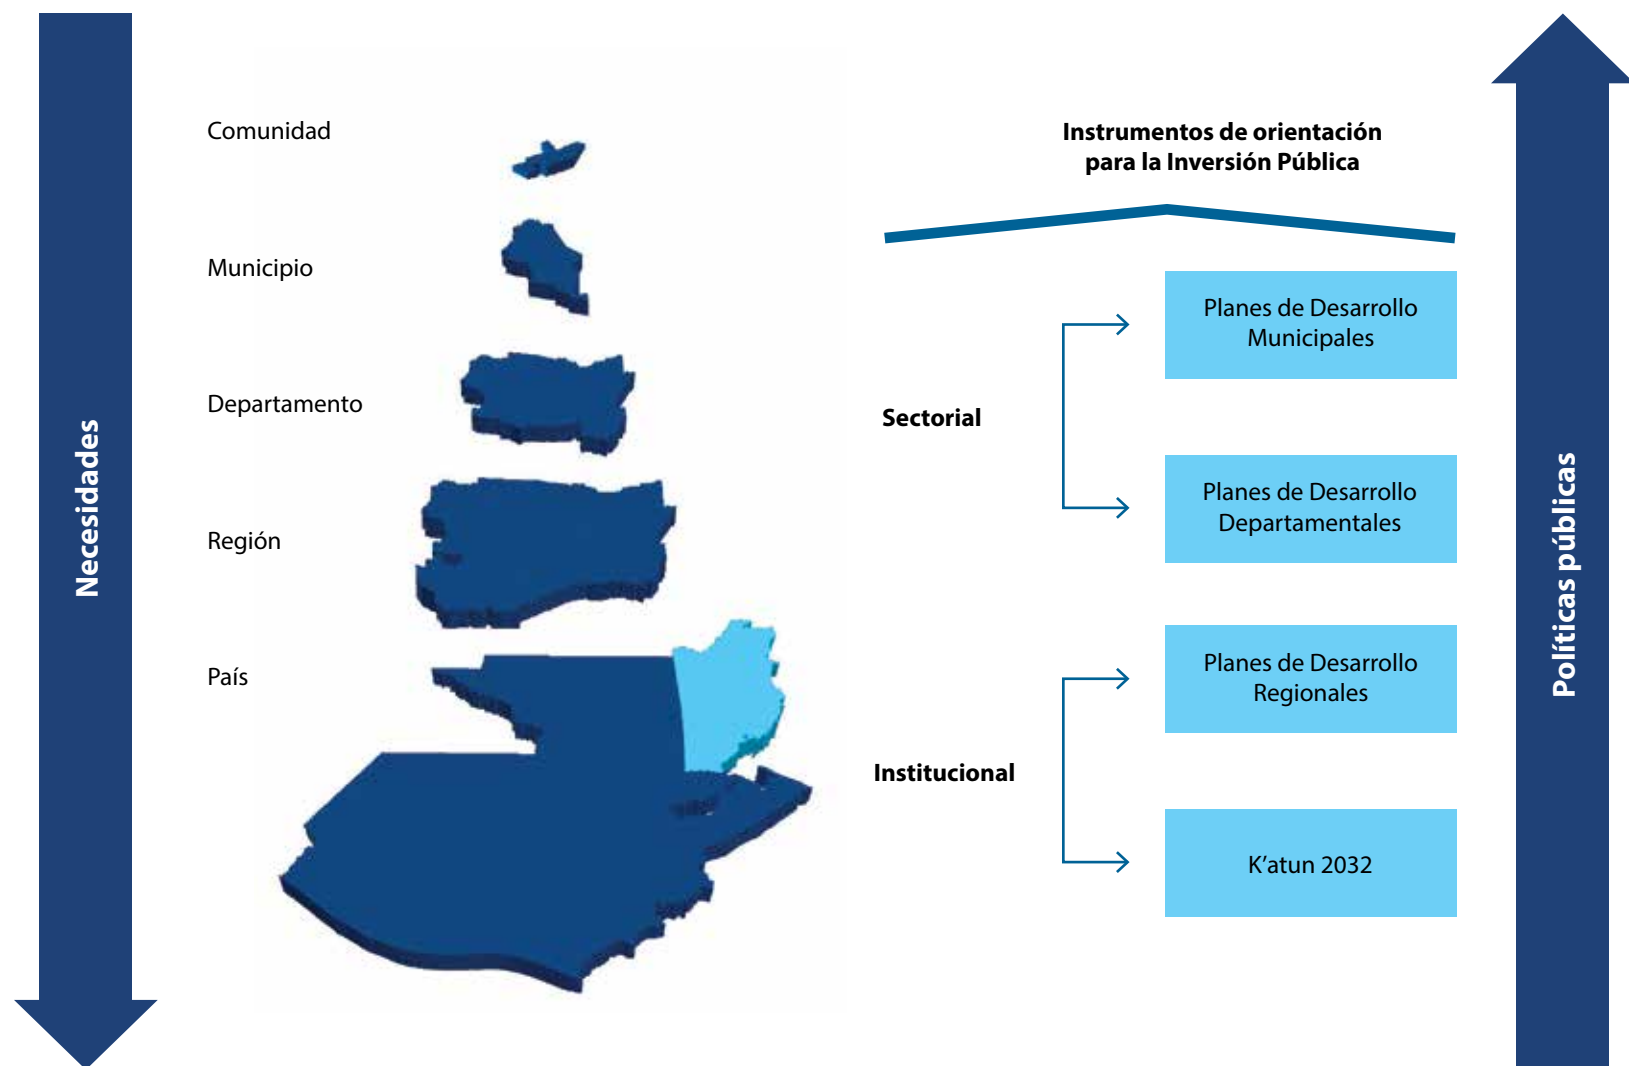 Necesidades
Comunidad
Municipio
Departamento
Región
País
Instrumentos de orientación
para la Inversión Pública
Sectorial
Planes de Desarrollo
Municipales
Planes de Desarrollo
Departamentales
Institucional
Planes de Desarrollo
Regionales
K’atun 2032
Políticas públicas